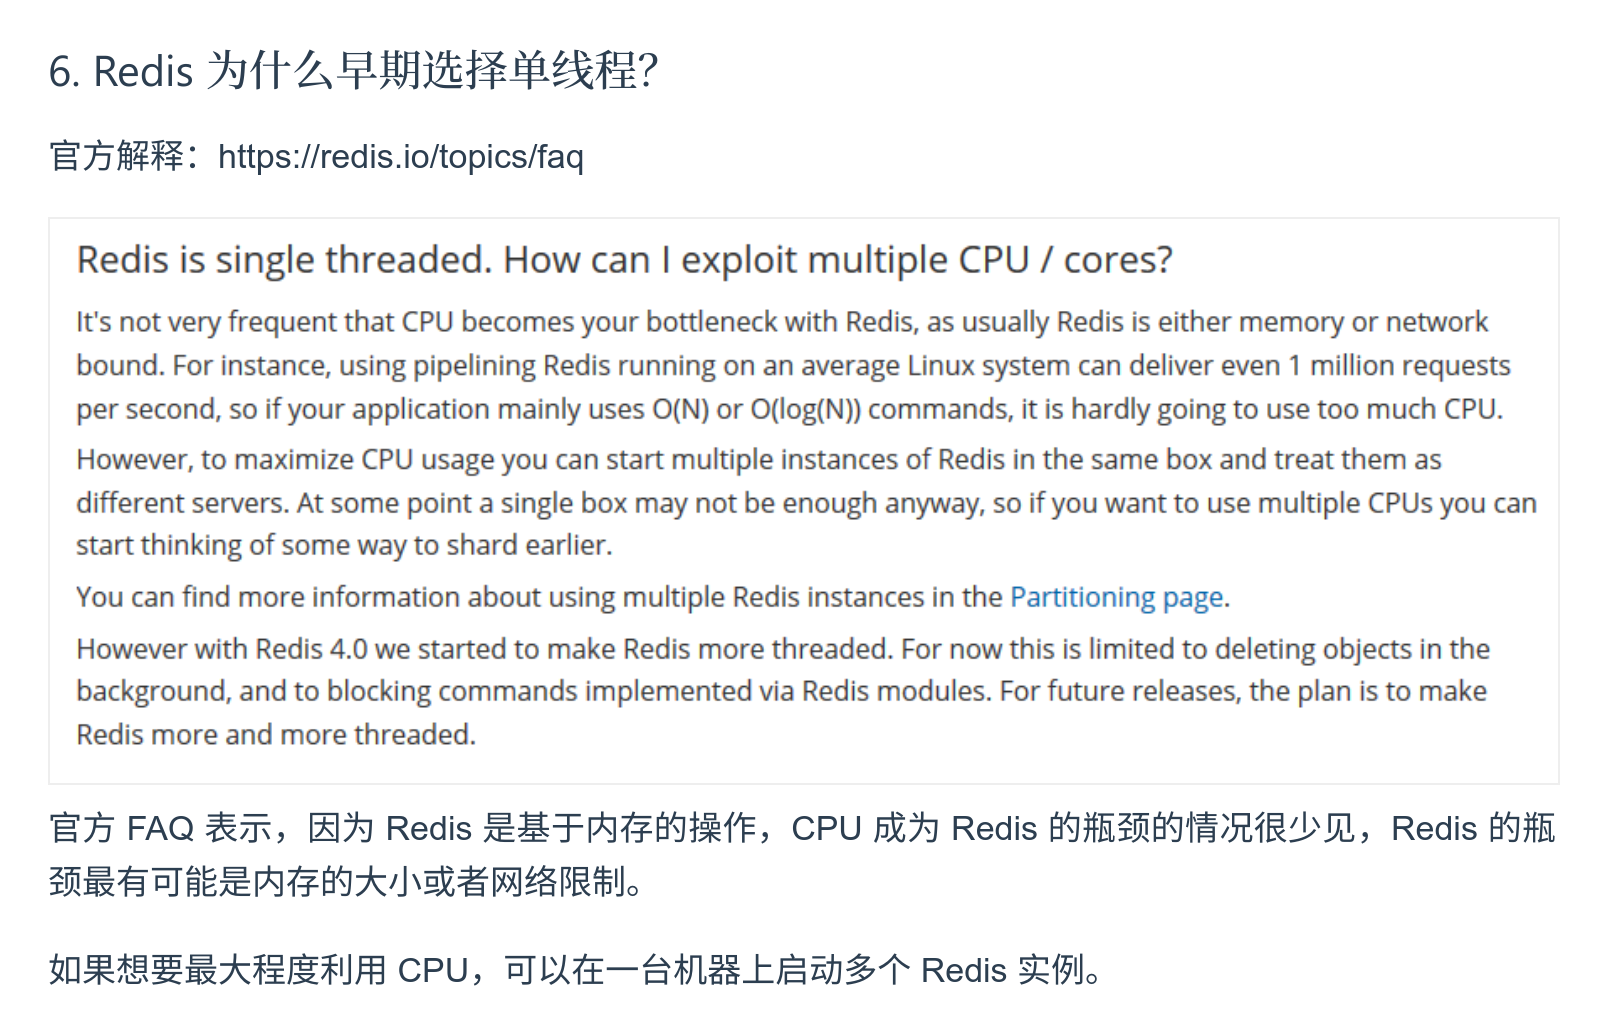 6. Redis 为什么早期选择单线程？
官方解释：https://redis.io/topics/faq
Redis is single threaded. How can I exploit multiple CPU / cores?
It's not very frequent that CPU becomes your bottleneck with Redis, as usually Redis is either memory or network
bound. For instance, using pipelining Redis running on an average Linux system can deliver even 1 million requests
per second, so if your application mainly uses O(N) or O(log(N)) commands, it is hardly going to use too much CPU.
However, to maximize CPU usage you can start multiple instances of Redis in the same box and treat them as
different servers. At some point a single box may not be enough anyway, so if you want to use multiple CPUs you can
start thinking of some way to shard earlier.
You can find more information about using multiple Redis instances in the Partitioning page.
However with Redis 4.0 we started to make Redis more threaded. For now this is limited to deleting objects in the
background, and to blocking commands implemented via Redis modules. For future releases, the plan is to make
Redis more and more threaded.
官方 FAQ 表示，因为 Redis 是基于内存的操作，CPU 成为 Redis 的瓶颈的情况很少见，Redis 的瓶
颈最有可能是内存的大小或者网络限制。
如果想要最大程度利用 CPU，可以在一台机器上启动多个 Redis 实例。